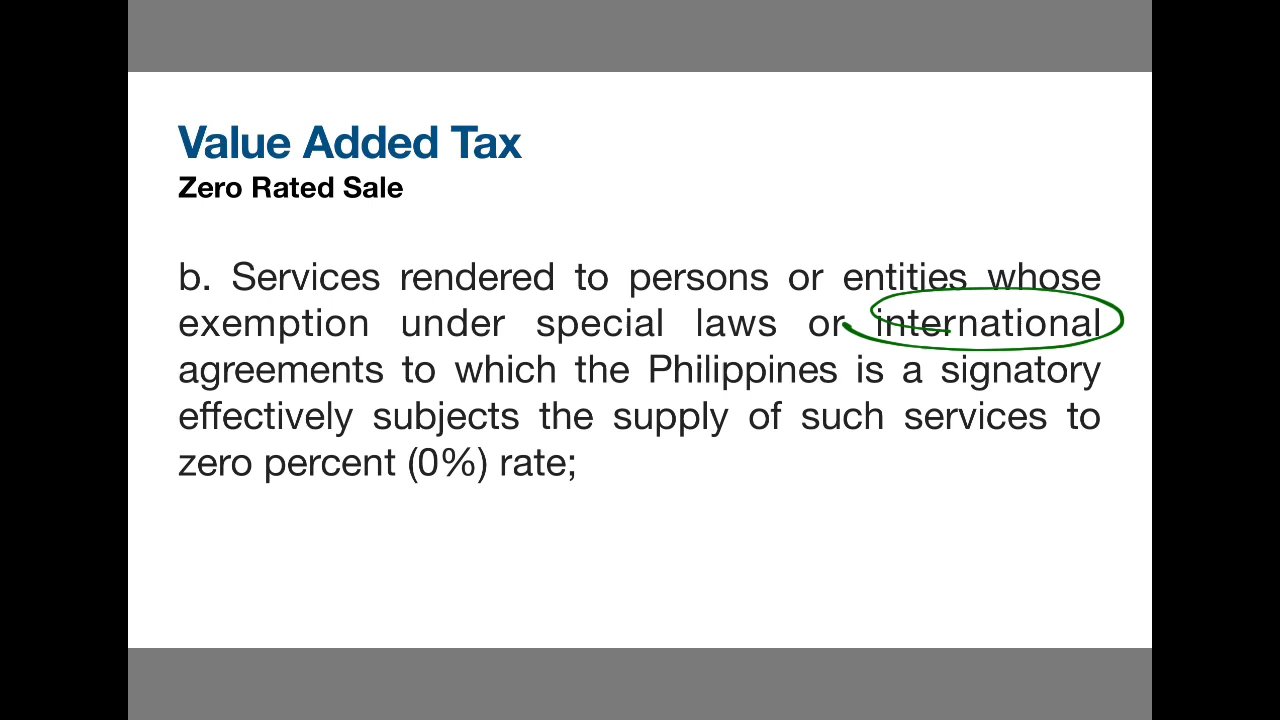 Value Added Tax
Zero Rated Sale
b. Services rendered to persons or entities whose
exemption under special laws or international
agreements to which the Philippines is a signatory
effectively subjects the supply of such services to
zero percent (0%) rate;